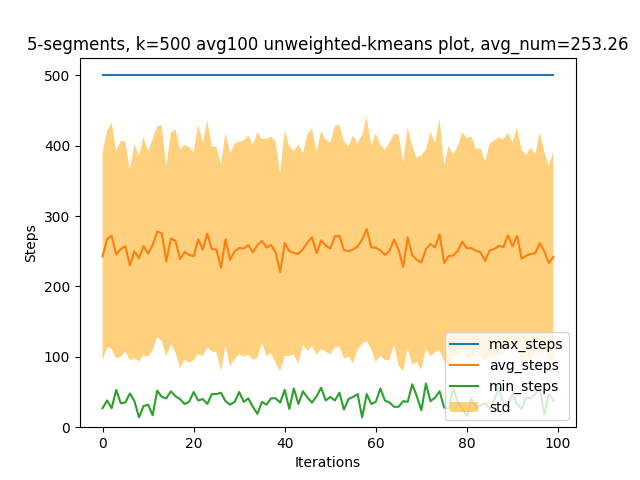 5-segments, k=500 avg100 unweighted-kmeans plot, avg_num=253.26
500
400
300
200
100
0
Steps
max_steps
avg_steps
min_steps
std
0
20
40
60
80
100
Iterations